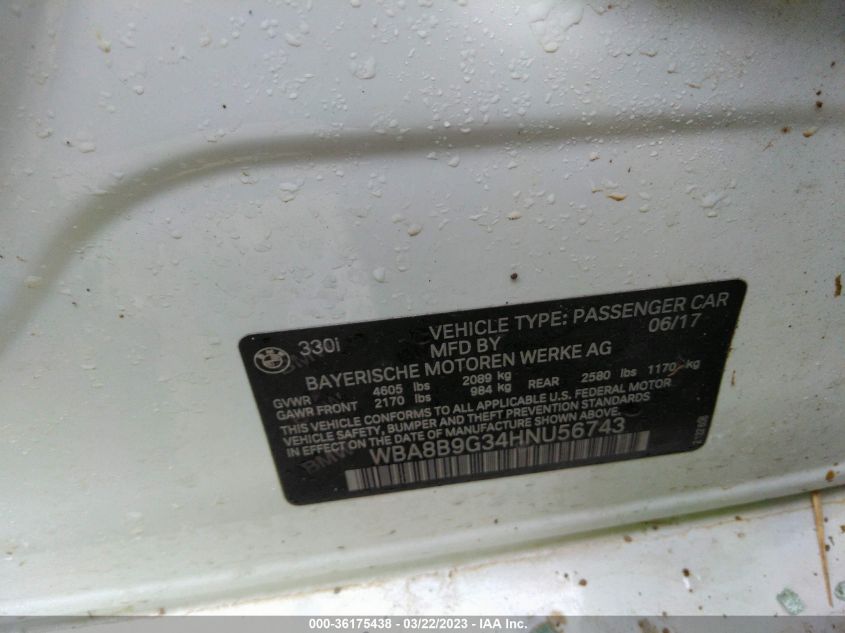 330i VEHICLE TYPE: PASSENGER CAR
MFD BY 06/17
BAYERISCHE MOTOREN WERKE AG
GVWR 4605 lbs 2089 kg
GAWR FRONT 2170 lbs 984 kg REAR 2580 lbs 1170 kg
THIS VEHICLE CONFORMS TO ALL APPLICABLE U.S. FEDERAL MOTOR
VEHICLE SAFETY, BUMPER AND THEFT PREVENTION STANDARDS
IN EFFECT ON THE DATE OF MANUFACTURE SHOWN ABOVE.
WBA8B9G34HNU56743
000-36175438 - 03/22/2023 - IAA Inc.